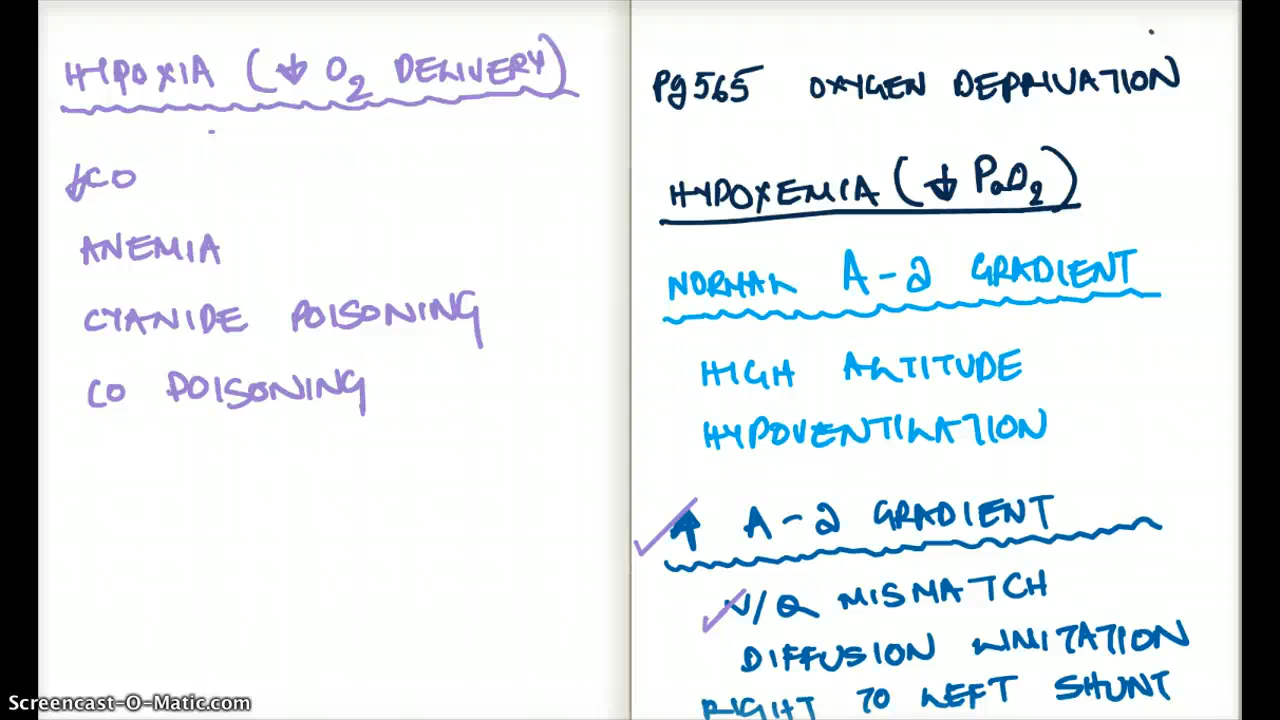 HYPOXIA (↓ O2 DELIVERY)
↓CO
ANEMIA
CYANIDE POISONING
CO POISONING
Pg 565 OXYGEN DEPRIVATION
HYPOXEMIA (↓ PaO2)
NORMAL A-a GRADIENT
HIGH ALTITUDE
HYPOVENTILATION
↑ A-a GRADIENT
V/Q MISMATCH
DIFFUSION LIMITATION
RIGHT TO LEFT SHUNT
Screencast-O-Matic.com